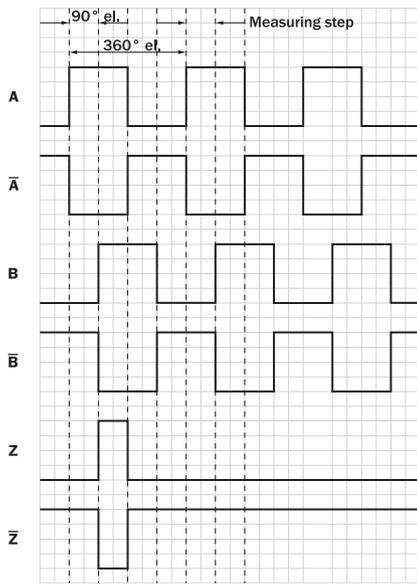 90° el.
Measuring step
360° el.
A
A̅
B
B̅
Z
Z̅